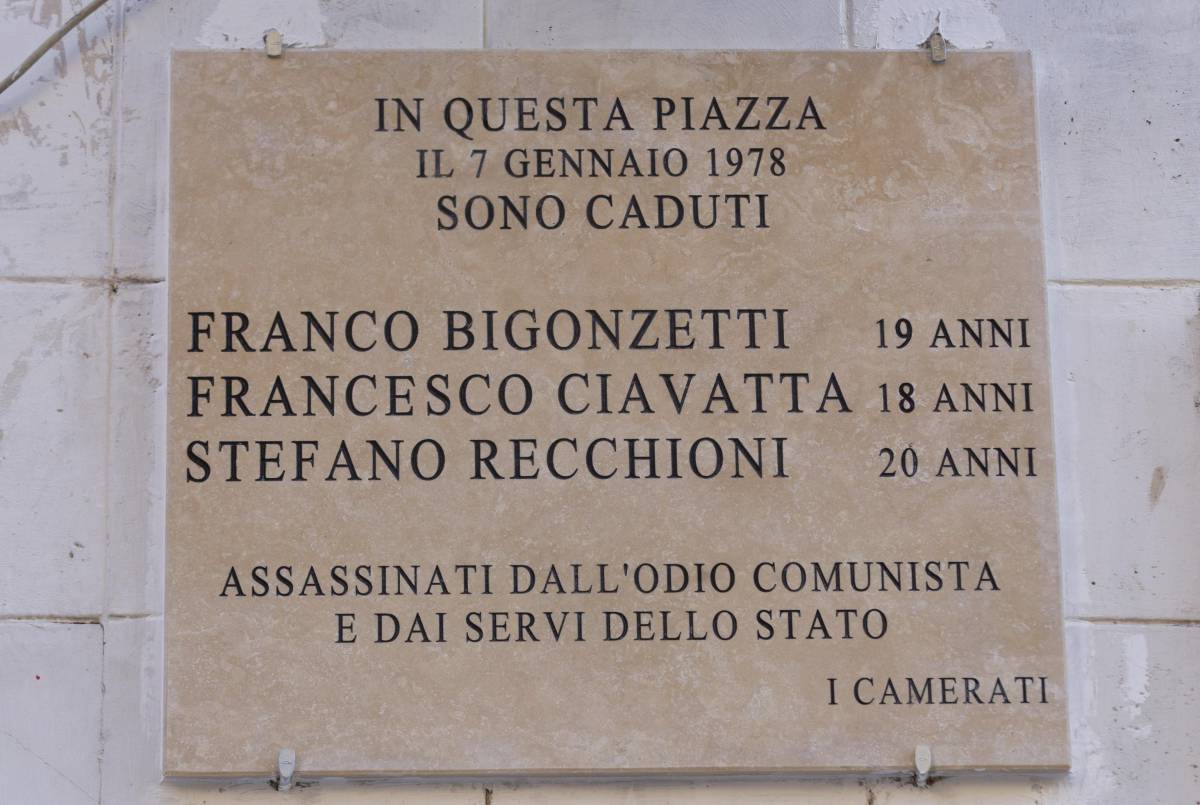 IN QUESTA PIAZZA
IL 7 GENNAIO 1978
SONO CADUTI
FRANCO BIGONZETTI 19 ANNI
FRANCESCO CIAVATTA 18 ANNI
STEFANO RECCHIONI 20 ANNI
ASSASSINATI DALL'ODIO COMUNISTA
E DAI SERVI DELLO STATO
I CAMERATI